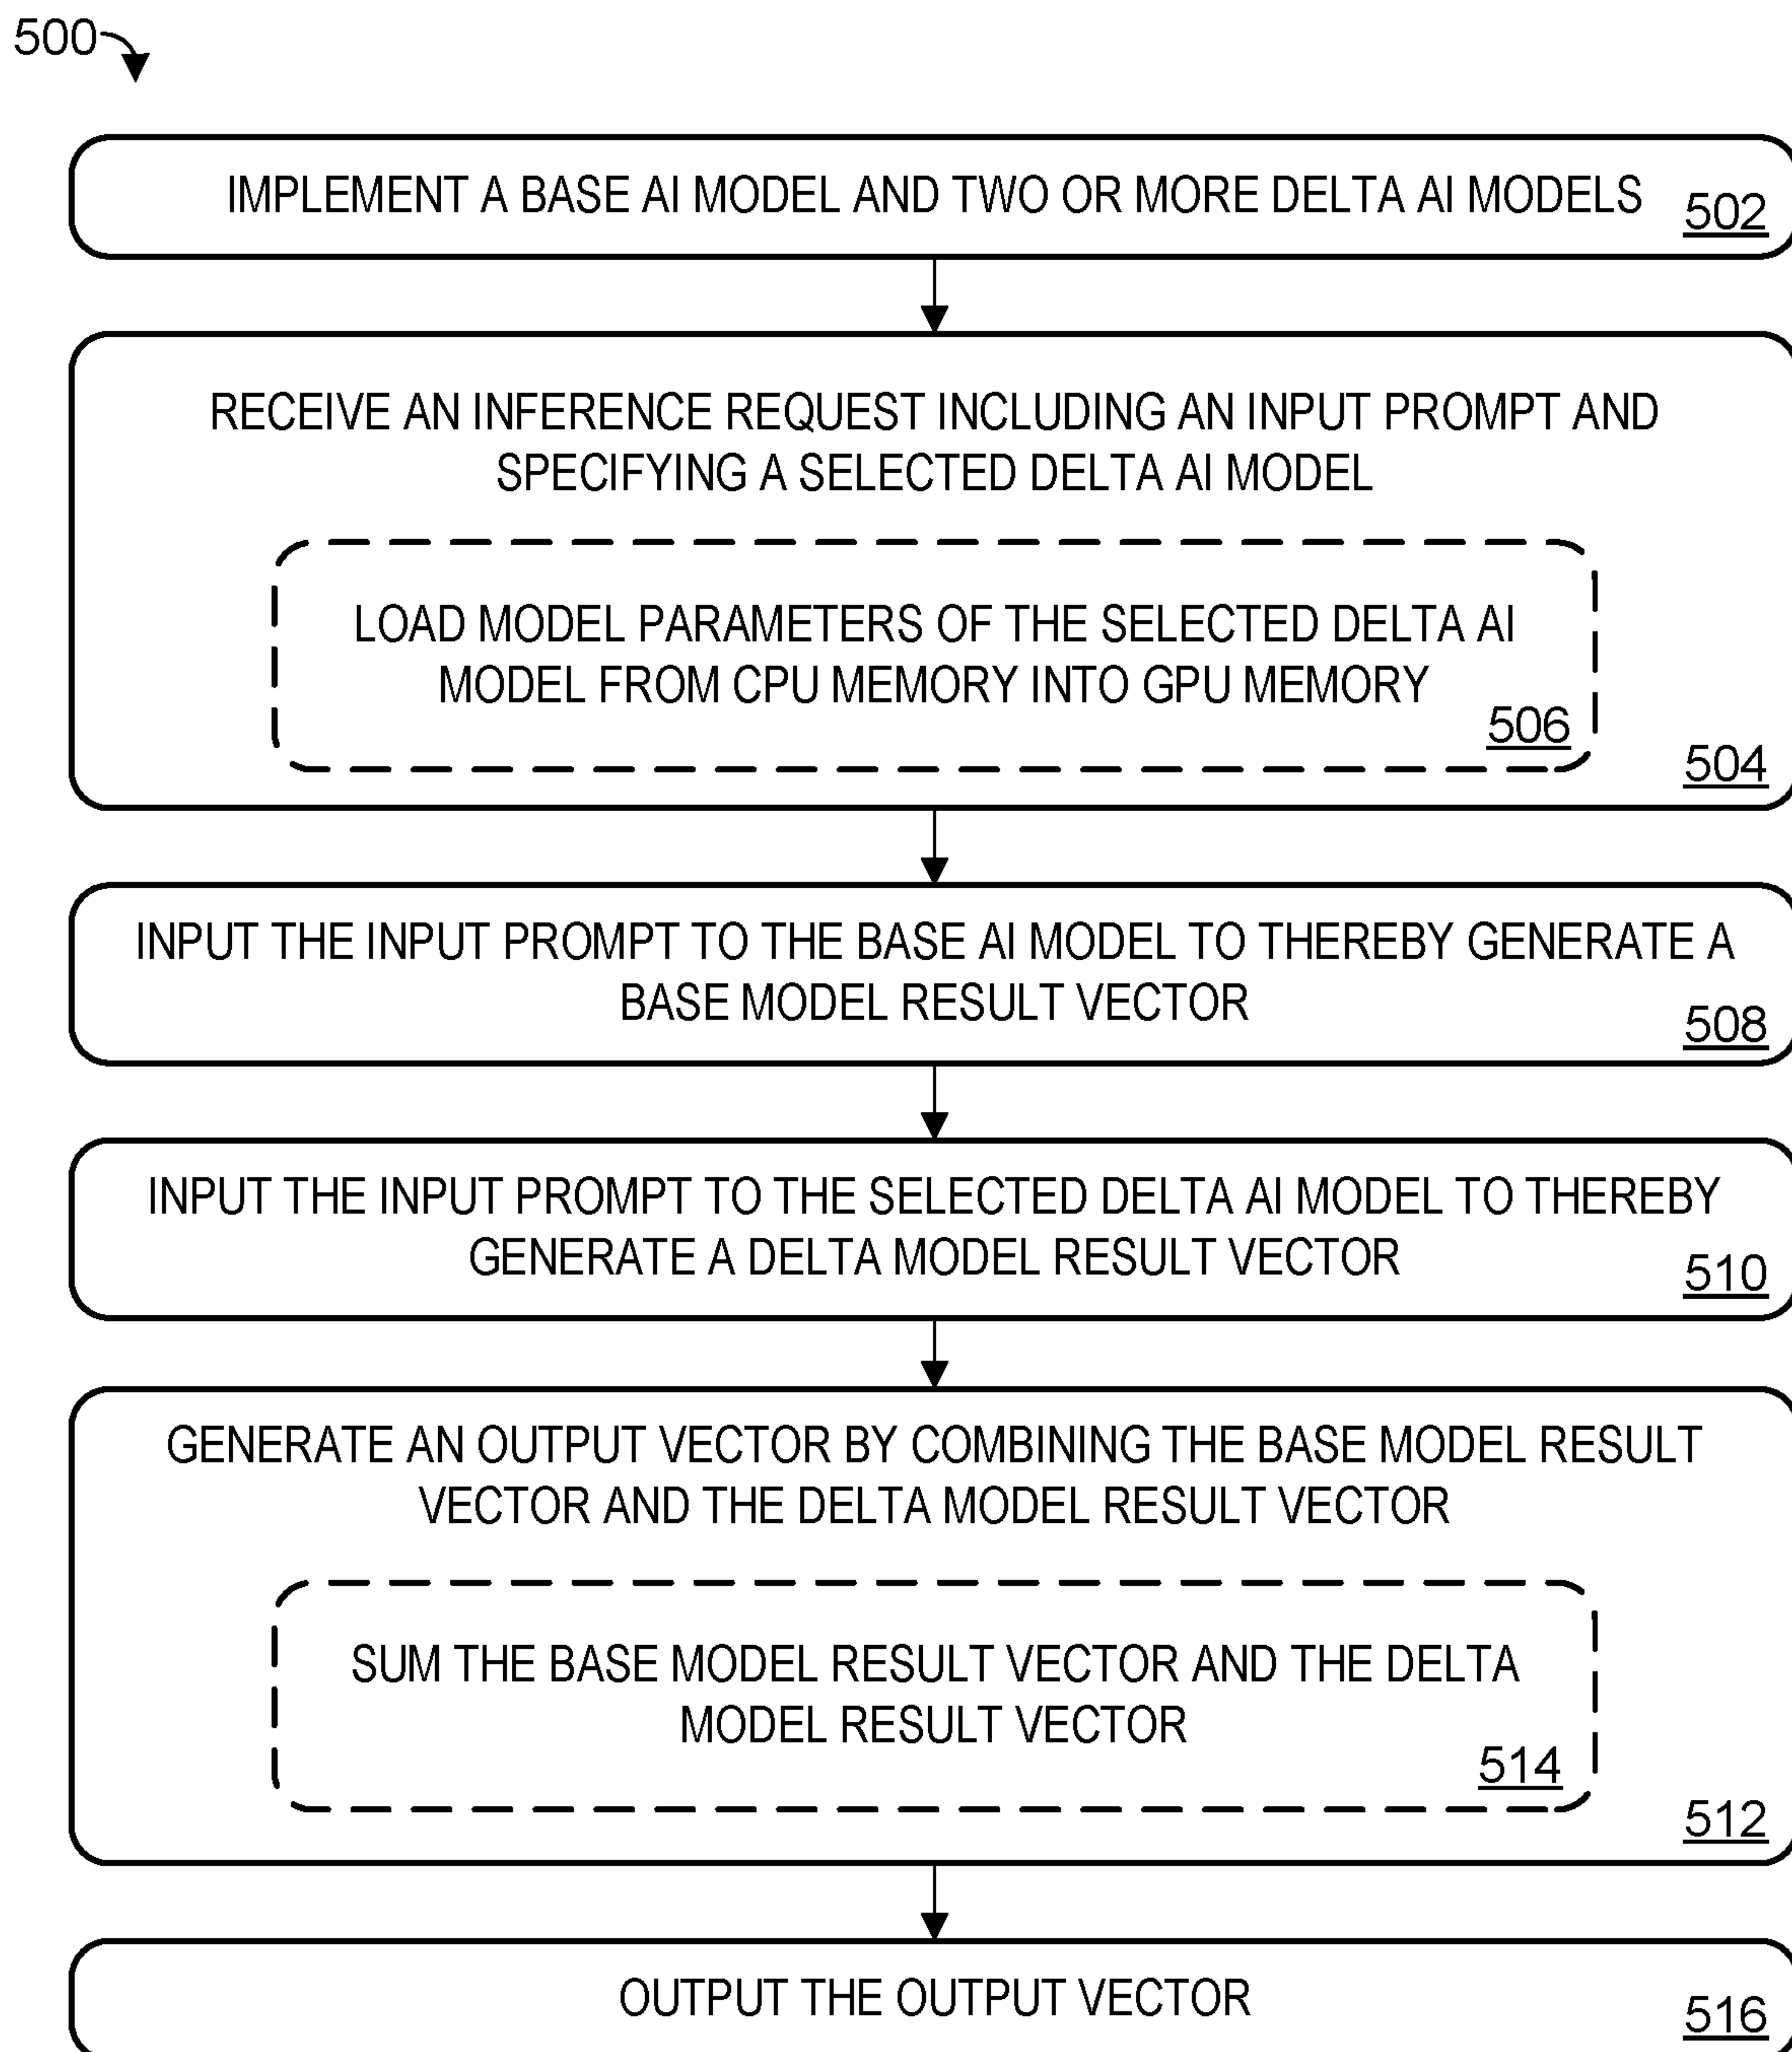 500
IMPLEMENT A BASE AI MODEL AND TWO OR MORE DELTA AI MODELS
502
RECEIVE AN INFERENCE REQUEST INCLUDING AN INPUT PROMPT AND
SPECIFYING A SELECTED DELTA AI MODEL
LOAD MODEL PARAMETERS OF THE SELECTED DELTA AI
MODEL FROM CPU MEMORY INTO GPU MEMORY
506
504
INPUT THE INPUT PROMPT TO THE BASE AI MODEL TO THEREBY GENERATE A
BASE MODEL RESULT VECTOR
508
INPUT THE INPUT PROMPT TO THE SELECTED DELTA AI MODEL TO THEREBY
GENERATE A DELTA MODEL RESULT VECTOR
510
GENERATE AN OUTPUT VECTOR BY COMBINING THE BASE MODEL RESULT
VECTOR AND THE DELTA MODEL RESULT VECTOR
SUM THE BASE MODEL RESULT VECTOR AND THE DELTA
MODEL RESULT VECTOR
514
512
OUTPUT THE OUTPUT VECTOR
516